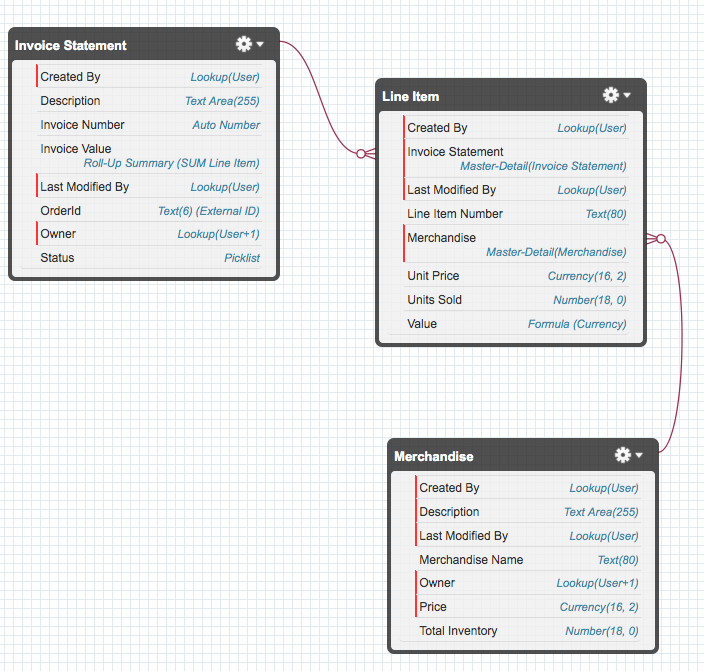 Invoice Statement
Created By Lookup(User)
Description Text Area(255)
Invoice Number Auto Number
Invoice Value
Roll-Up Summary (SUM Line Item)
Last Modified By Lookup(User)
OrderId Text(6) (External ID)
Owner Lookup(User+1)
Status Picklist
Line Item
Created By Lookup(User)
Invoice Statement
Master-Detail(Invoice Statement)
Last Modified By Lookup(User)
Line Item Number Text(80)
Merchandise
Master-Detail(Merchandise)
Unit Price Currency(16, 2)
Units Sold Number(18, 0)
Value Formula (Currency)
Merchandise
Created By Lookup(User)
Description Text Area(255)
Last Modified By Lookup(User)
Merchandise Name Text(80)
Owner Lookup(User+1)
Price Currency(16, 2)
Total Inventory Number(18, 0)